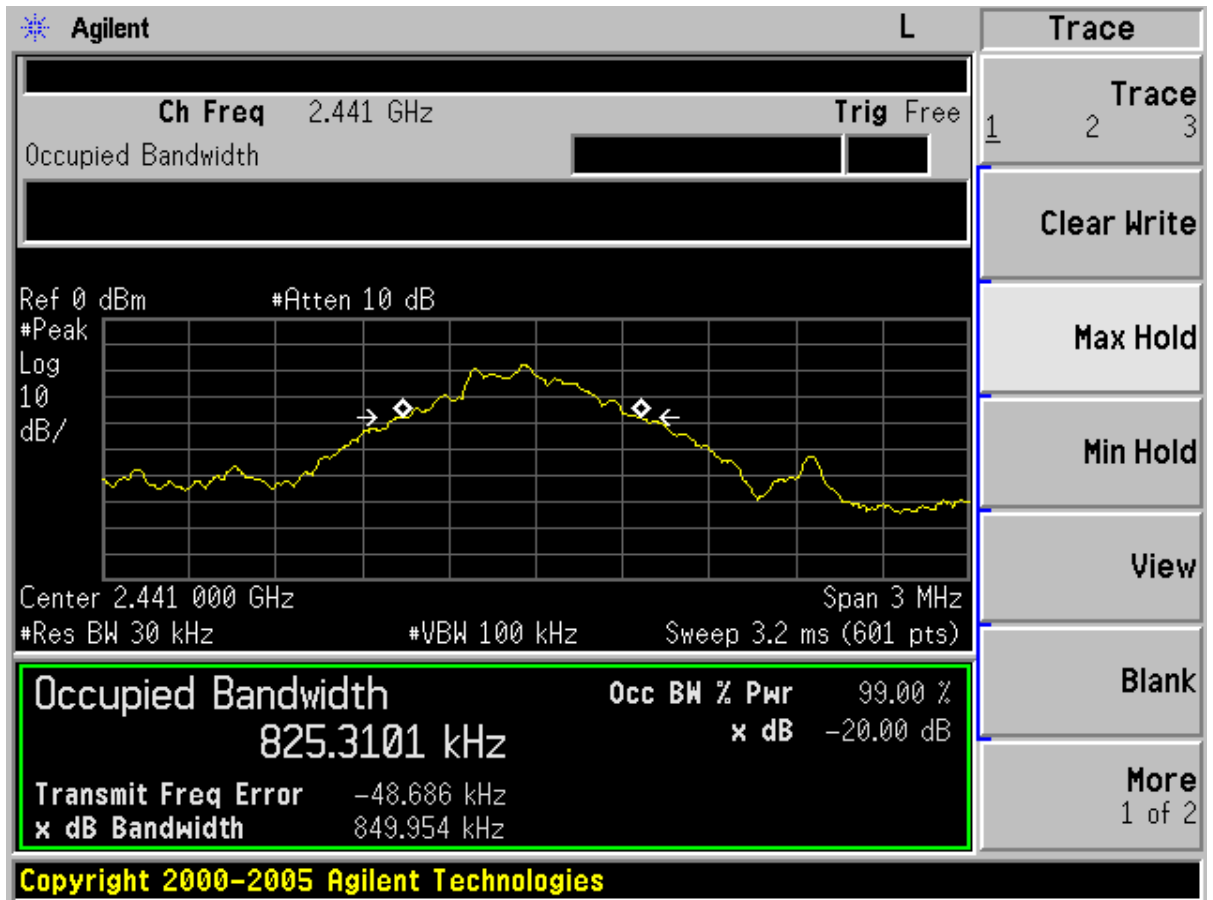 Agilent L Trace
Ch Freq 2.441 GHz Trig Free
Occupied Bandwidth
Trace
1 2 3
Clear Write
Max Hold
Min Hold
View
Blank
More
1 of 2
Ref 0 dBm #Atten 10 dB
#Peak
Log
10
dB/
Center 2.441 000 GHz Span 3 MHz
#Res BW 30 kHz #VBW 100 kHz Sweep 3.2 ms (601 pts)
Occupied Bandwidth Occ BW % Pwr 99.00 %
825.3101 kHz x dB -20.00 dB
Transmit Freq Error -48.686 kHz
x dB Bandwidth 849.954 kHz
Copyright 2000-2005 Agilent Technologies